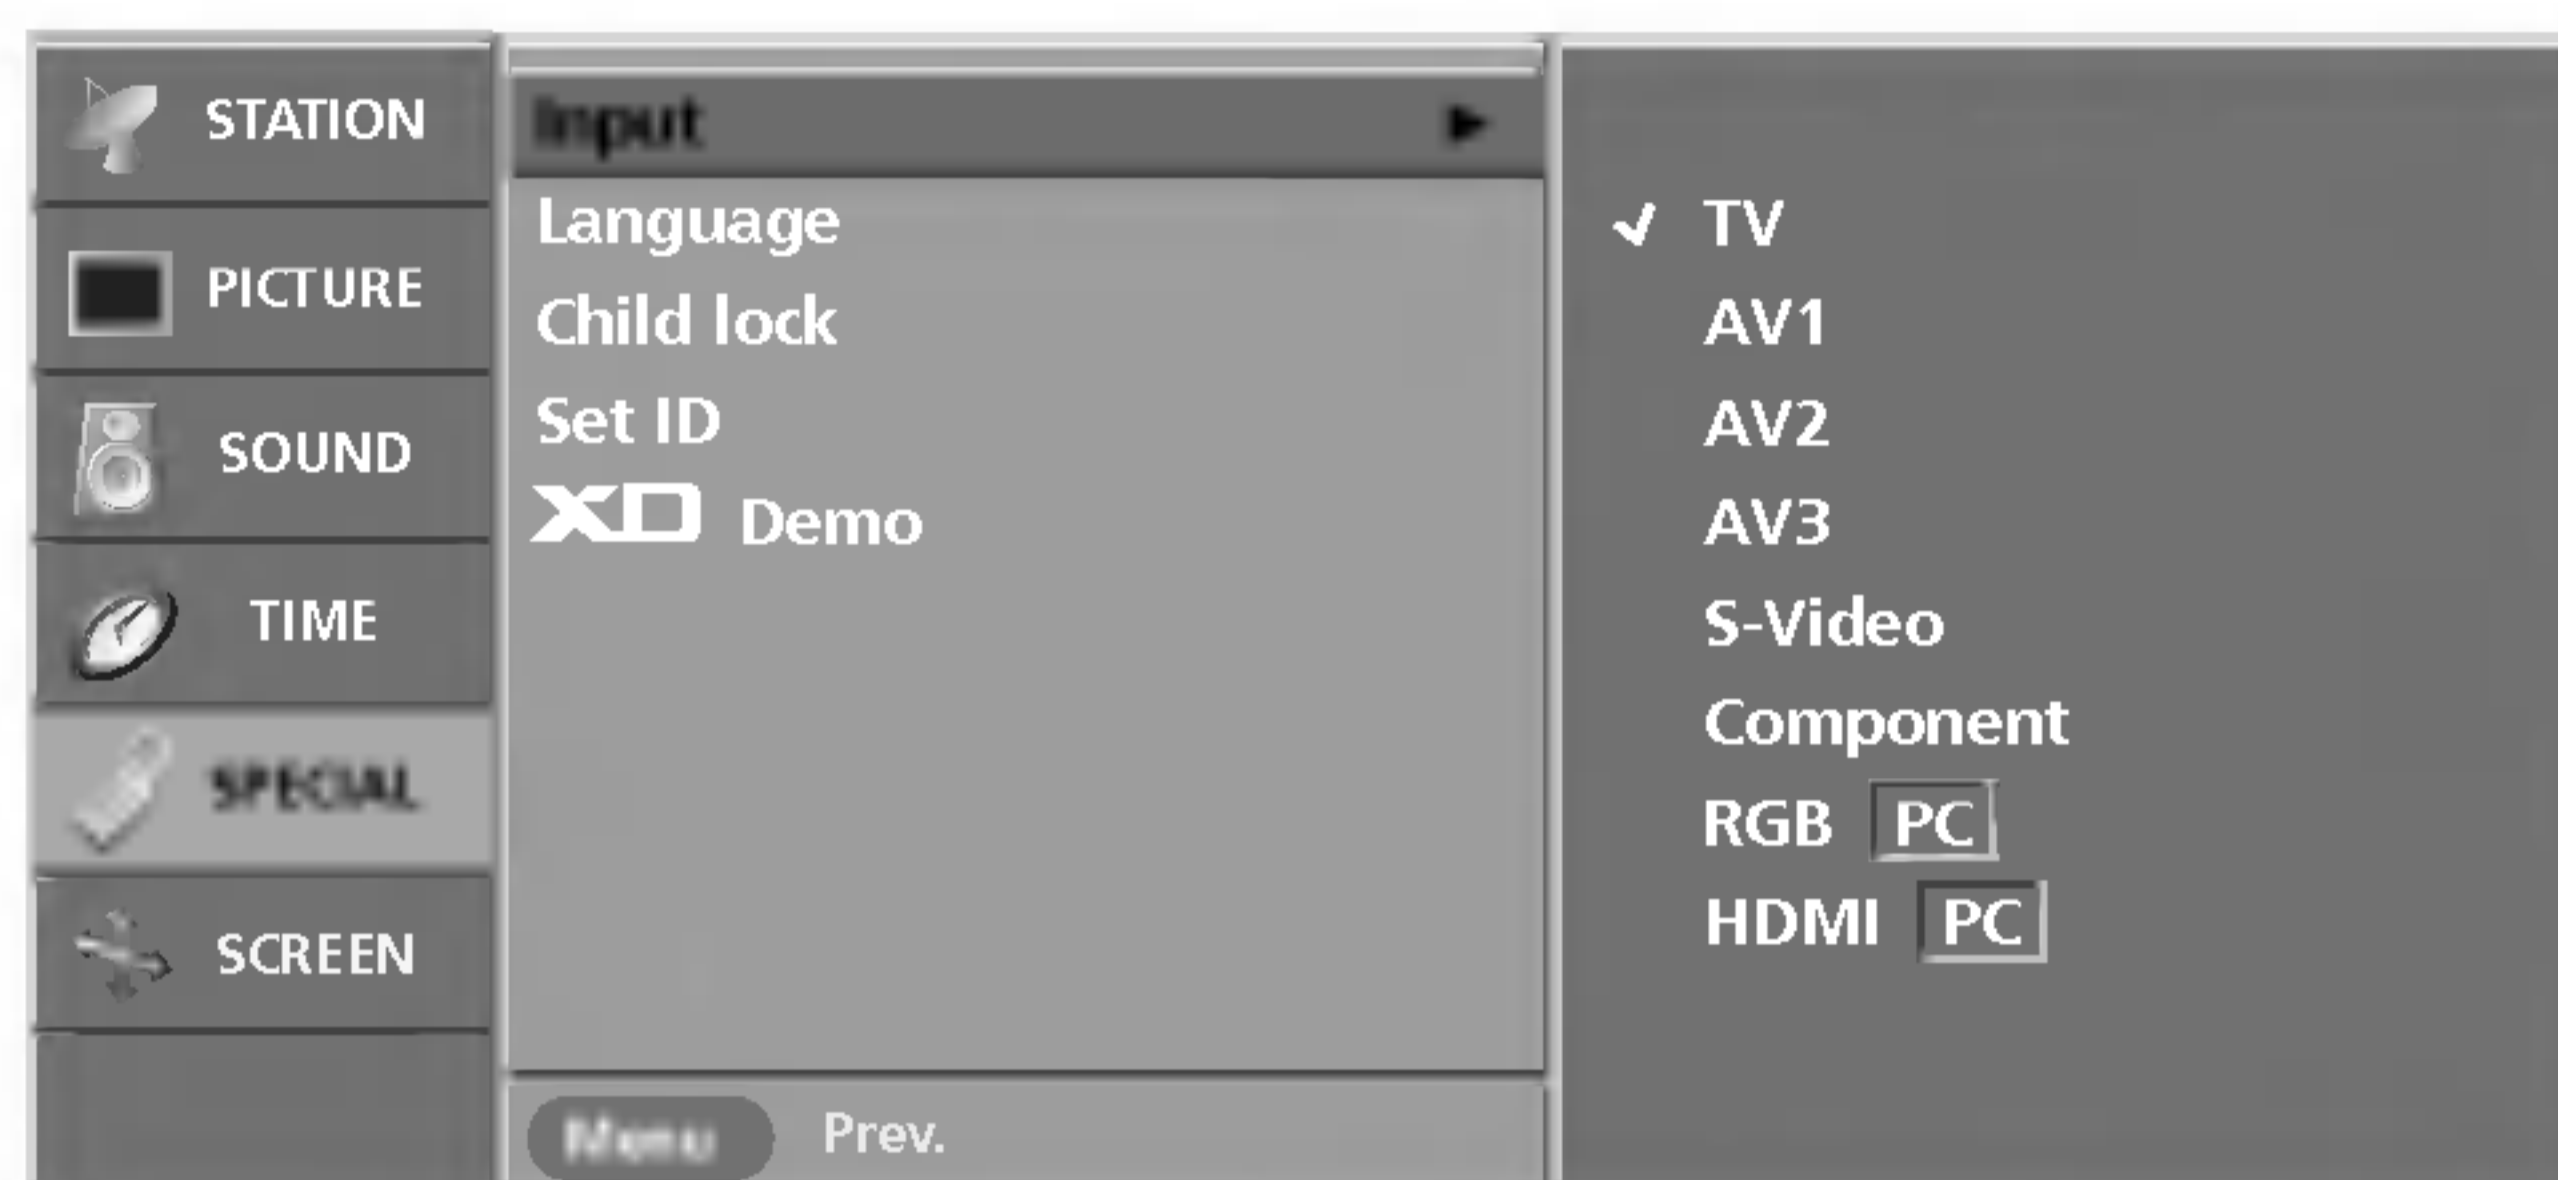 STATION
PICTURE
SOUND
TIME
SPECIAL
SCREEN
Input
Language
Child lock
Set ID
XD Demo
Menu Prev.
TV
AV1
AV2
AV3
S-Video
Component
RGB PC
HDMI PC